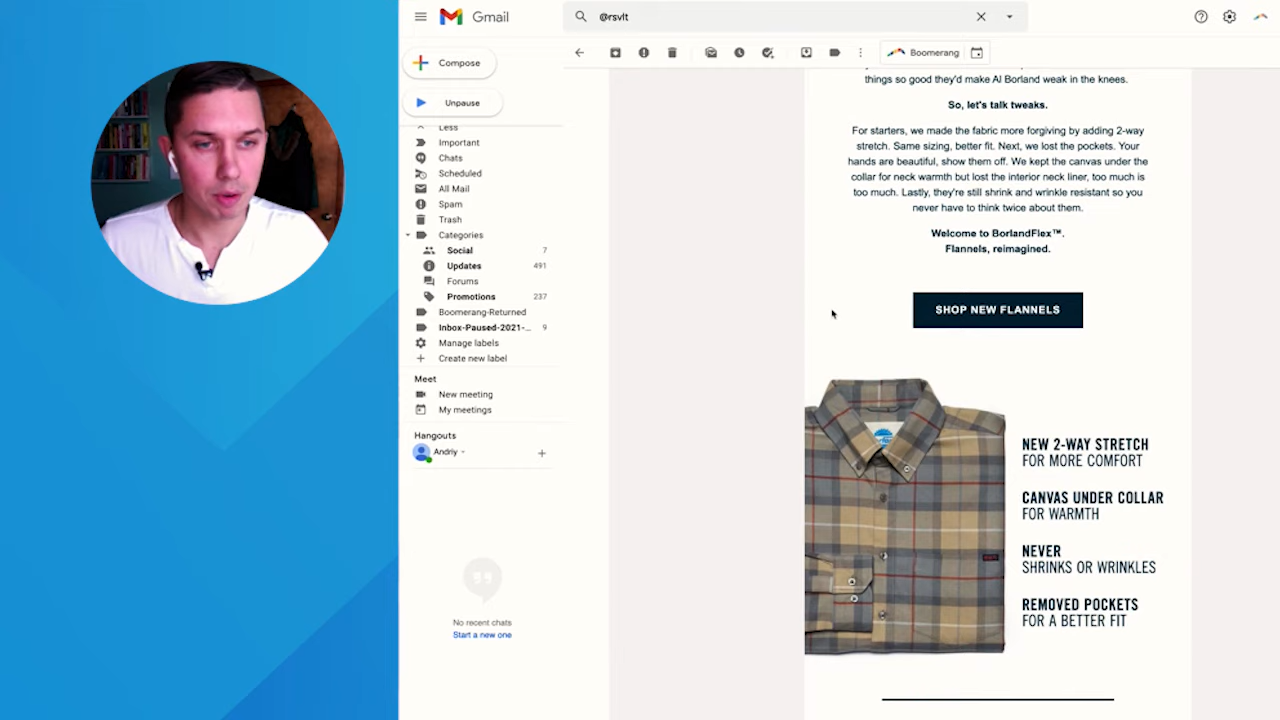 Gmail
@rsvlt
Compose
Unpause
Boomerang
Less
Important
Chats
Scheduled
All Mail
Spam
Trash
Categories
Social 7
Updates 491
Forums
Promotions 237
Boomerang-Returned
Inbox-Paused-2021-... 9
Manage labels
Create new label
Meet
New meeting
My meetings
Hangouts
Andriy
No recent chats
Start a new one
things so good they'd make Al Borland weak in the knees.
So, let's talk tweaks.
For starters, we made the fabric more forgiving by adding 2-way
stretch. Same sizing, better fit. Next, we lost the pockets. Your
hands are beautiful, show them off. We kept the canvas under the
collar for neck warmth but lost the interior neck liner, too much is
too much. Lastly, they're still shrink and wrinkle resistant so you
never have to think twice about them.
Welcome to BorlandFlex™.
Flannels, reimagined.
SHOP NEW FLANNELS
NEW 2-WAY STRETCH
FOR MORE COMFORT
CANVAS UNDER COLLAR
FOR WARMTH
NEVER
SHRINKS OR WRINKLES
REMOVED POCKETS
FOR A BETTER FIT